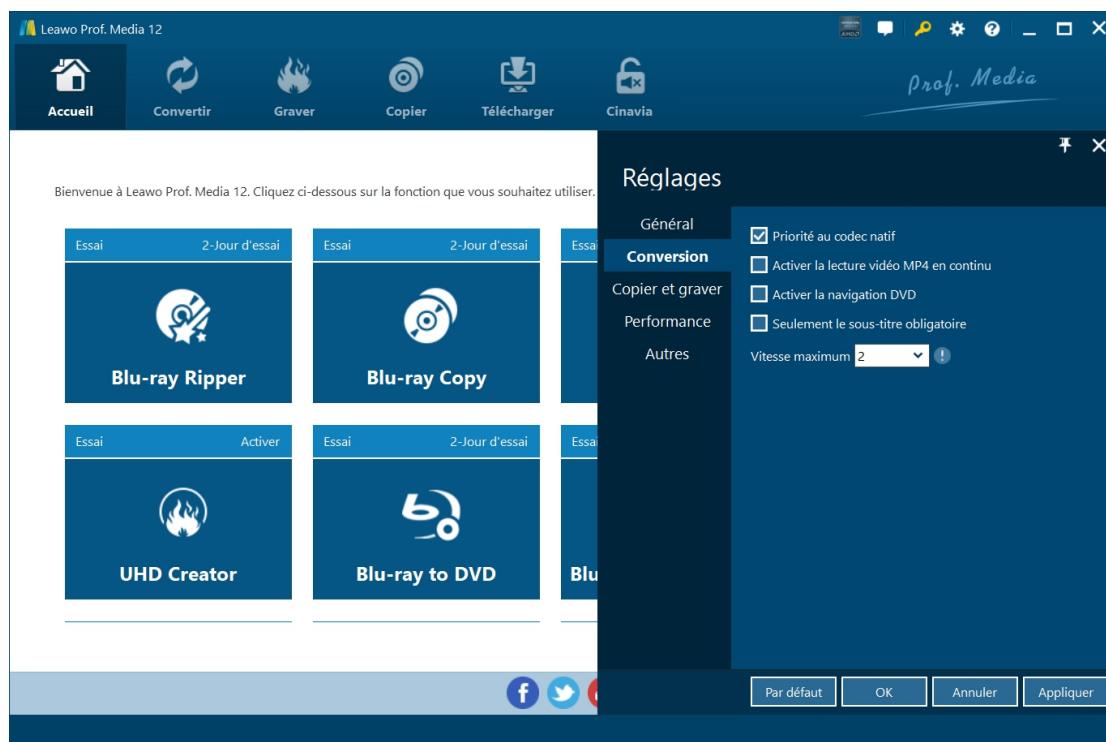 Leawo Prof. Media 12
Accueil
Convertir
Graver
Copier
Télécharger
Cinavia
Prof. Media
Bienvenue à Leawo Prof. Media 12. Cliquez ci-dessous sur la fonction que vous souhaitez utiliser.
Essai 2-Jour d'essai
Blu-ray Ripper
Essai 2-Jour d'essai
Blu-ray Copy
Essai
Essai Activer
UHD Creator
Essai 2-Jour d'essai
Blu-ray to DVD
Essai
Blu
Réglages
Général
Conversion
Copier et graver
Performance
Autres
Priorité au codec natif
Activer la lecture vidéo MP4 en continu
Activer la navigation DVD
Seulement le sous-titre obligatoire
Vitesse maximum 2
Par défaut
OK
Annuler
Appliquer